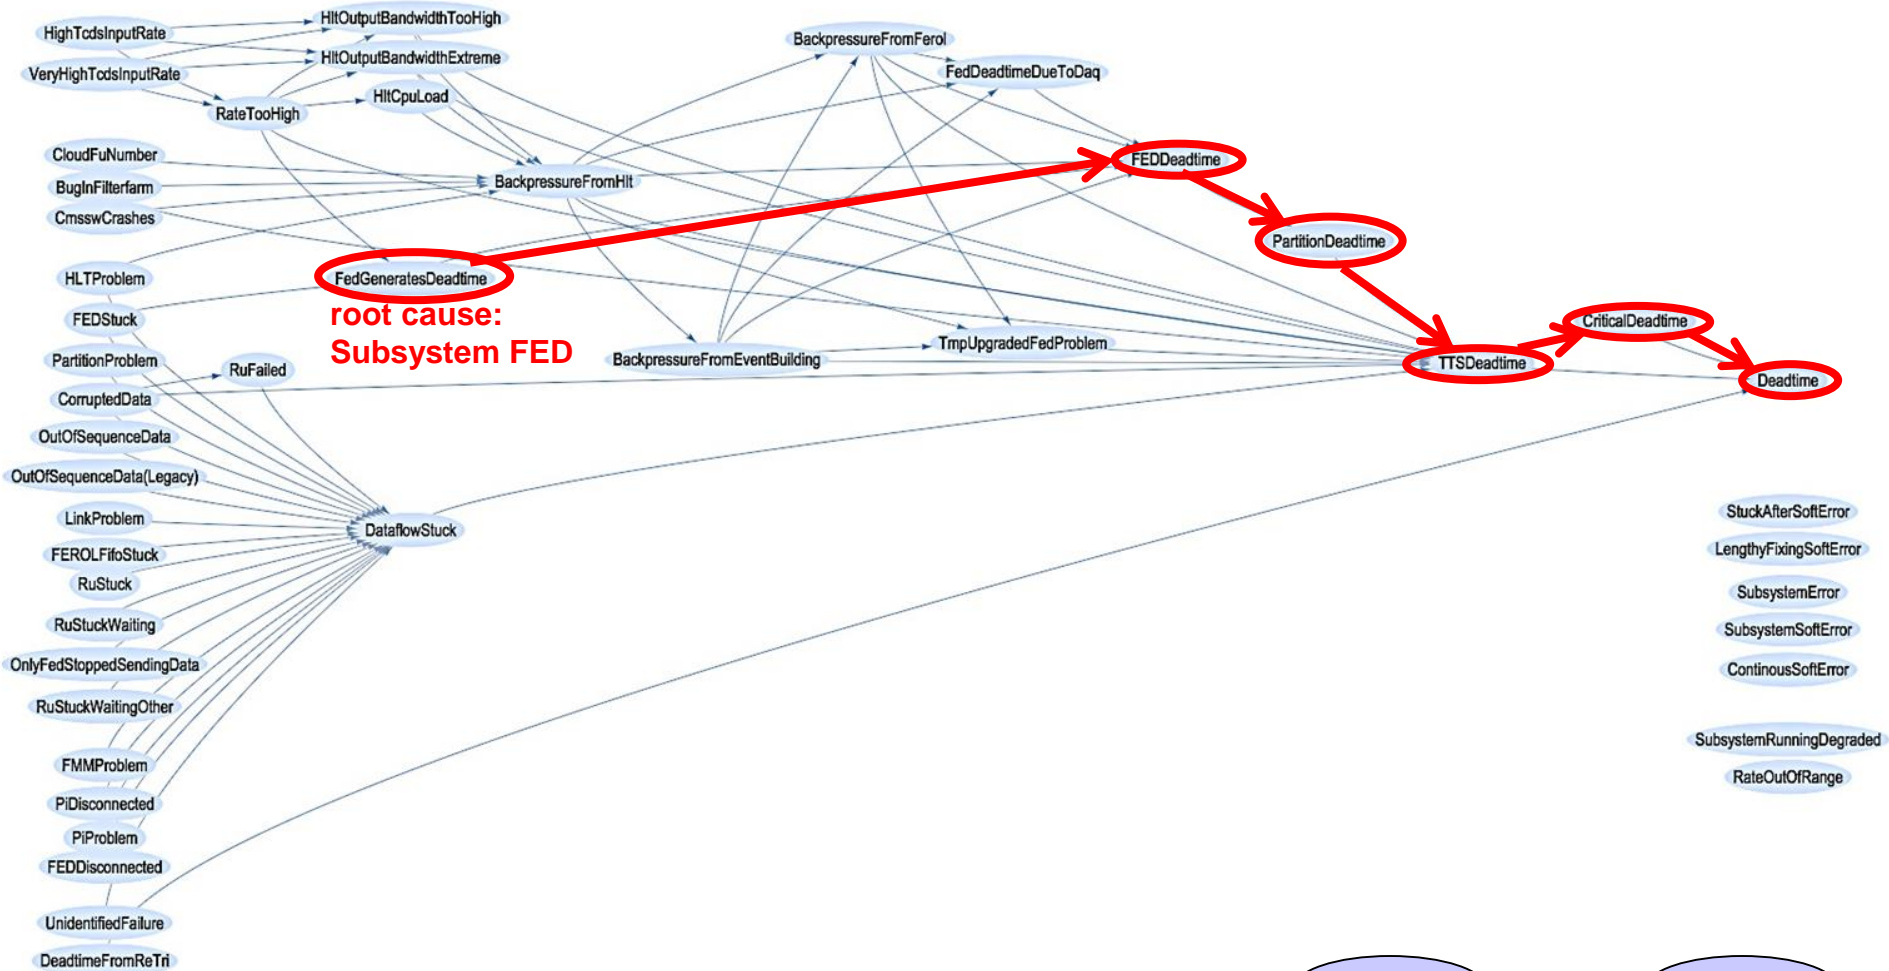 HighTcdsInputRate
VeryHighTcdsInputRate
HltOutputBandwidthTooHigh
HltOutputBandwidthExtreme
HltCpuLoad
RateTooHigh
BackpressureFromFerol
FedDeadtimeDueToDaq
CloudFuNumber
BugInFilterfarm
CmsswCrashes
BackpressureFromHlt
FEDDeadtime
PartitionDeadtime
HLTProblem
FedGeneratesDeadtime
root cause:
Subsystem FED
FEDStuck
PartitionProblem
RuFailed
CorruptedData
BackpressureFromEventBuilding
TmpUpgradedFedProblem
CriticalDeadtime
TTSDeadtime
Deadtime
OutOfSequenceData
OutOfSequenceData(Legacy)
LinkProblem
FEROLFifoStuck
RuStuck
DataflowStuck
RuStuckWaiting
OnlyFedStoppedSendingData
RuStuckWaitingOther
FMMProblem
PiDisconnected
PiProblem
FEDDisconnected
UnidentifiedFailure
DeadtimeFromReTri
StuckAfterSoftError
LengthyFixingSoftError
SubsystemError
SubsystemSoftError
ContinousSoftError
SubsystemRunningDegraded
RateOutOfRange